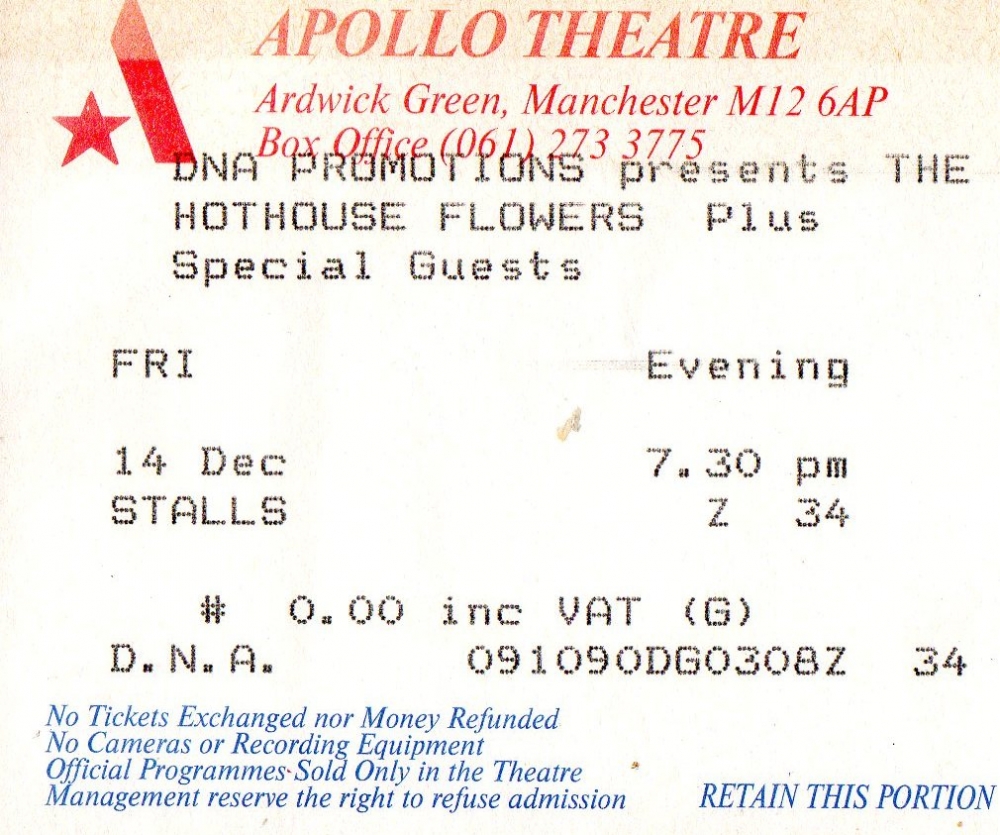 APOLLO THEATRE
Ardwick Green, Manchester M12 6AP
Box Office (061) 273 3775
DNA PROMOTIONS presents THE
HOTHOUSE FLOWERS Plus
Special Guests
FRI Evening
14 Dec 7.30 pm
STALLS Z 34
# 0.00 inc VAT (G)
D.N.A. 091090DG0308Z 34
No Tickets Exchanged nor Money Refunded
No Cameras or Recording Equipment
Official Programmes Sold Only in the Theatre
Management reserve the right to refuse admission RETAIN THIS PORTION